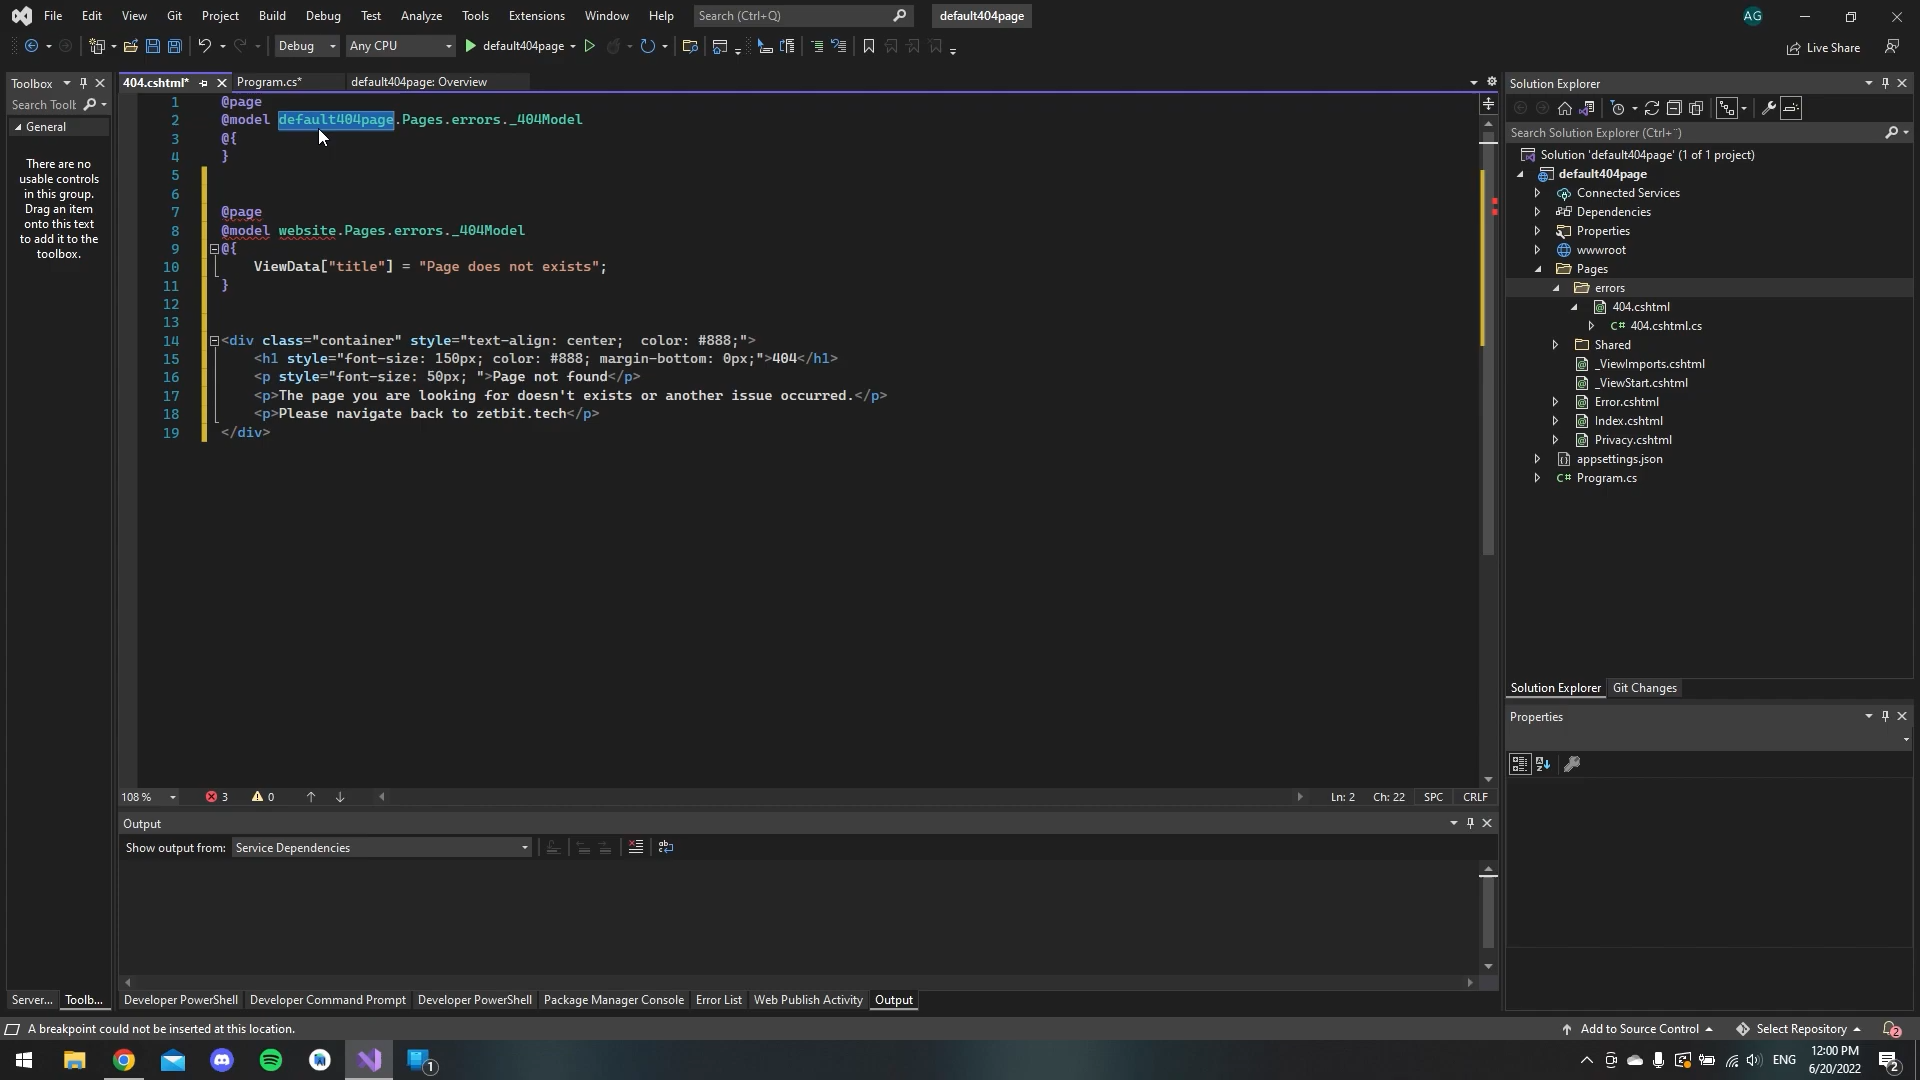 File Edit View Git Project Build Debug Test Analyze Tools Extensions Window Help Search (Ctrl+Q) default404page AG
Debug Any CPU default404page Live Share
Toolbox
Search Toolb
General
There are no
usable controls
in this group.
Drag an item
onto this text
to add it to the
toolbox.
Server... Toolb...
404.cshtml* Program.cs* default404page: Overview
1 @page
2 @model default404page.Pages.errors._404Model
3 @{
4 }
5
6
7 @page
8 @model website.Pages.errors._404Model
9 @{
10 ViewData["title"] = "Page does not exists";
11 }
12
13
14 <div class="container" style="text-align: center;  color: #888;">
15 <h1 style="font-size: 150px; color: #888; margin-bottom: 0px;">404</h1>
16 <p style="font-size: 50px; ">Page not found</p>
17 <p>The page you are looking for doesn't exists or another issue occurred.</p>
18 <p>Please navigate back to zetbit.tech</p>
19 </div>
108 % 3 0 Ln: 2 Ch: 22 SPC CRLF
Output
Show output from: Service Dependencies
Developer PowerShell Developer Command Prompt Developer PowerShell Package Manager Console Error List Web Publish Activity Output
Solution Explorer
Search Solution Explorer (Ctrl+¨)
Solution 'default404page' (1 of 1 project)
default404page
Connected Services
Dependencies
Properties
wwwroot
Pages
errors
404.cshtml
C# 404.cshtml.cs
Shared
_ViewImports.cshtml
_ViewStart.cshtml
Error.cshtml
Index.cshtml
Privacy.cshtml
appsettings.json
C# Program.cs
Solution Explorer Git Changes
Properties
A breakpoint could not be inserted at this location. Add to Source Control Select Repository 2
1 ENG 12:00 PM
6/20/2022 2